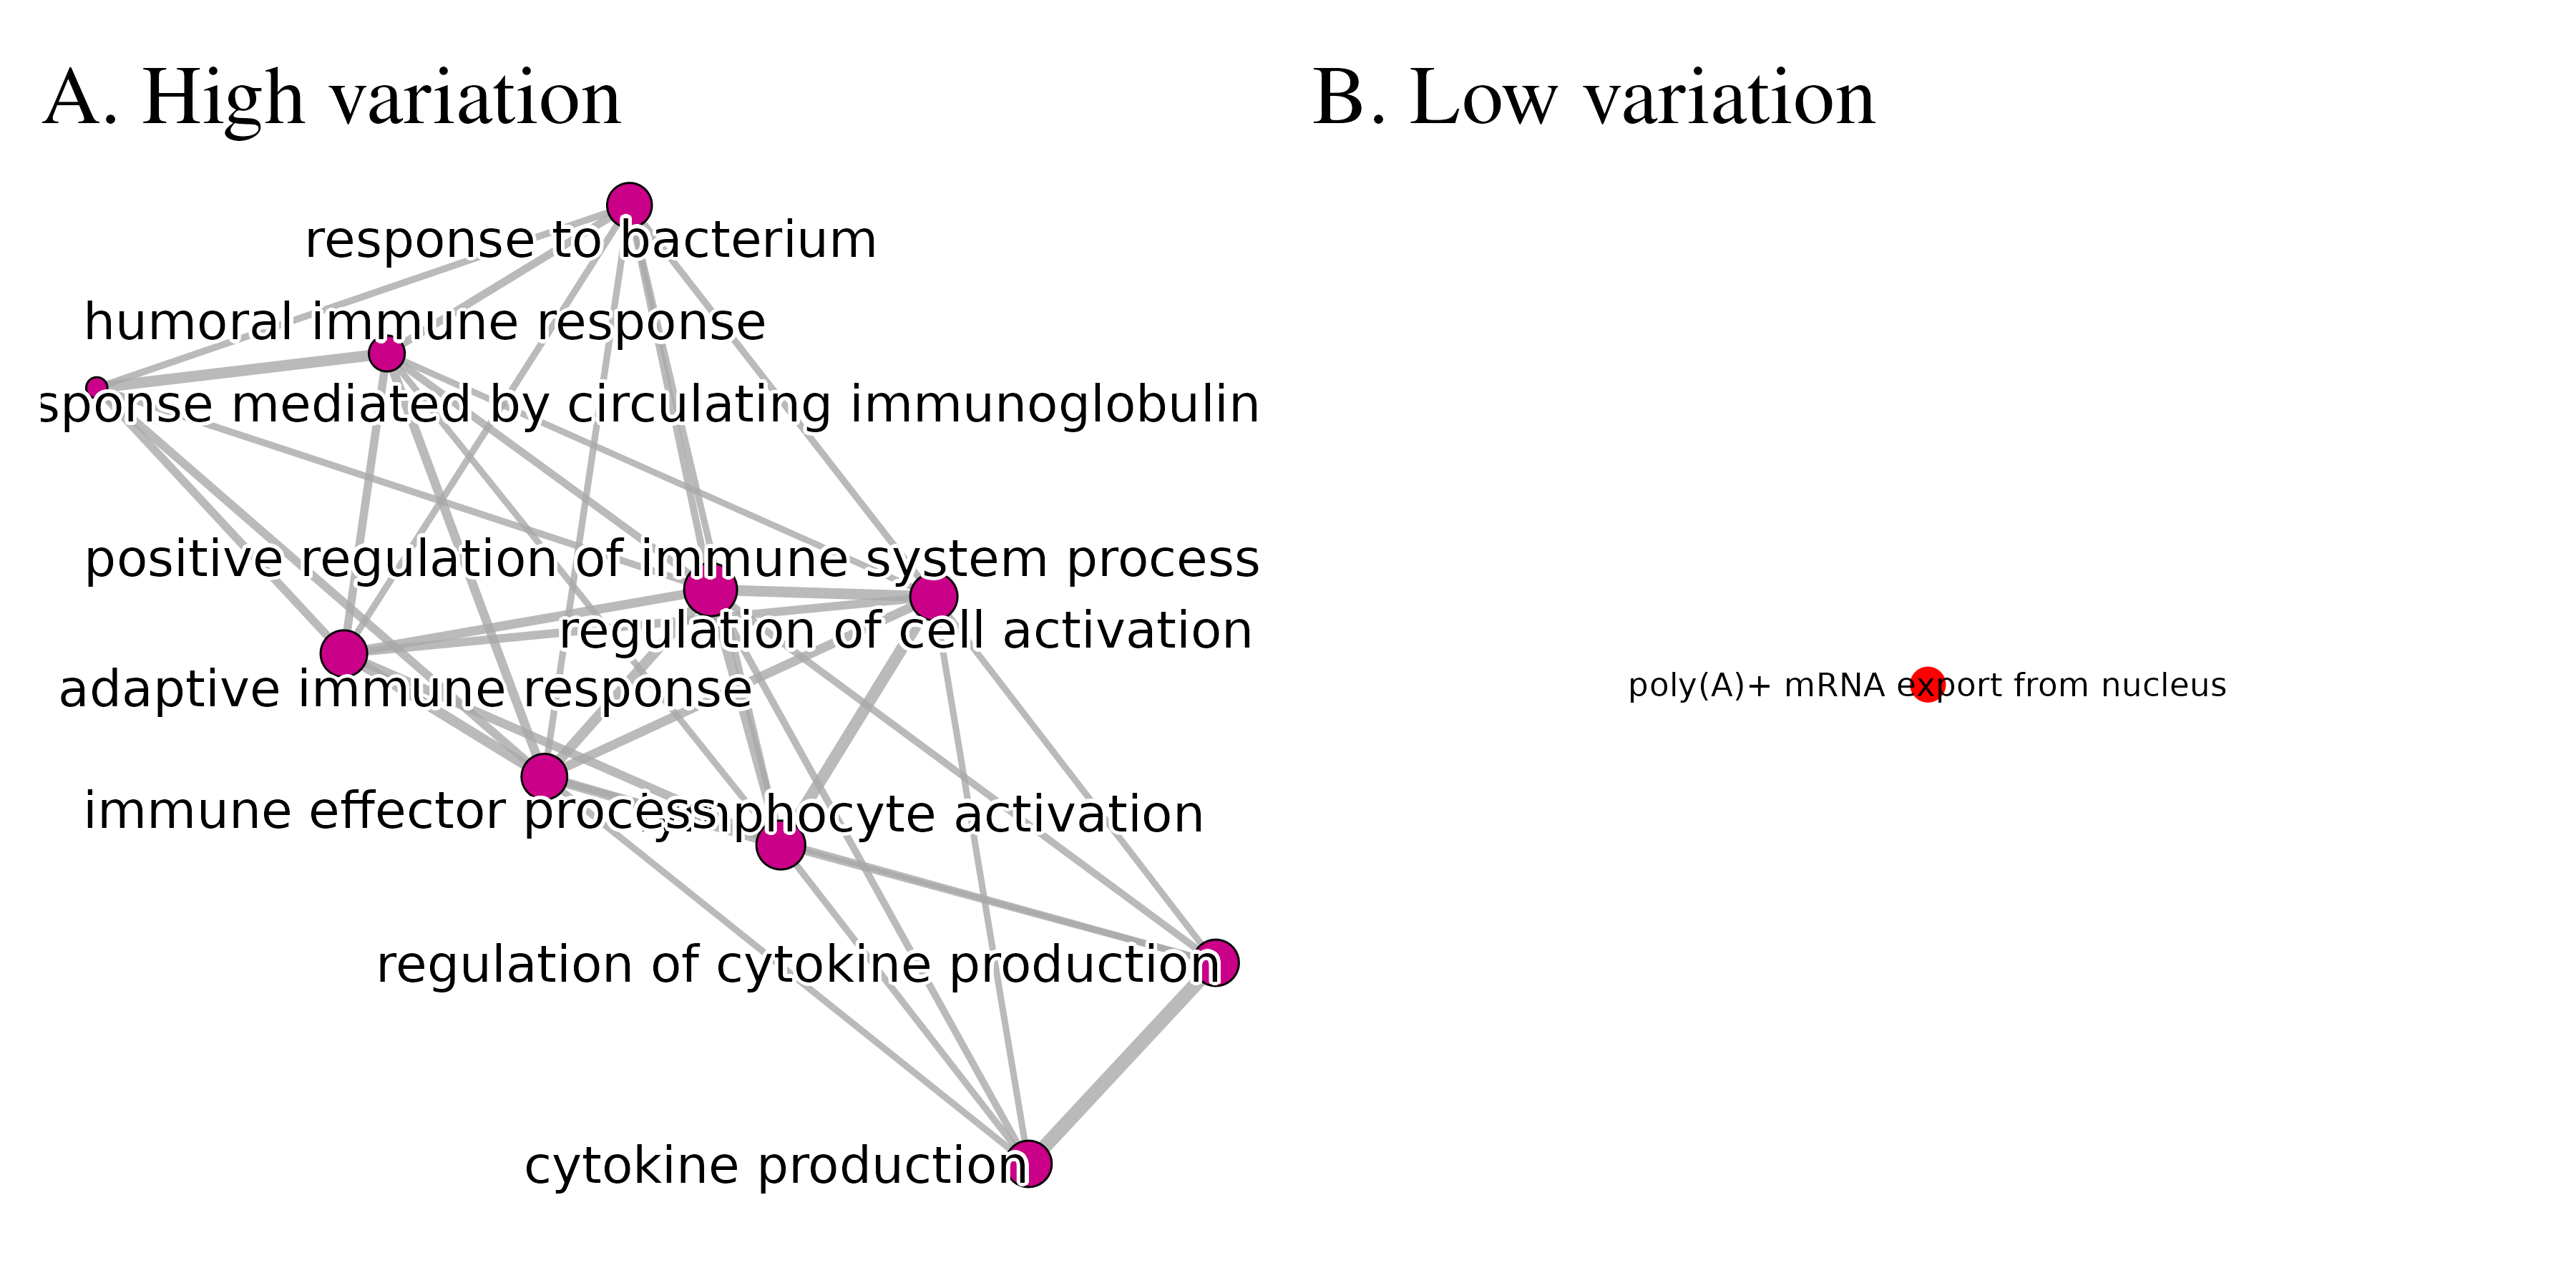 A. High variation
B. Low variation
response to bacterium
humoral immune response
sponse mediated by circulating immunoglobulin
positive regulation of immune system process
regulation of cell activation
poly(A)+ mRNA export from nucleus
adaptive immune response
immune effector process
lymphocyte activation
regulation of cytokine production
cytokine production